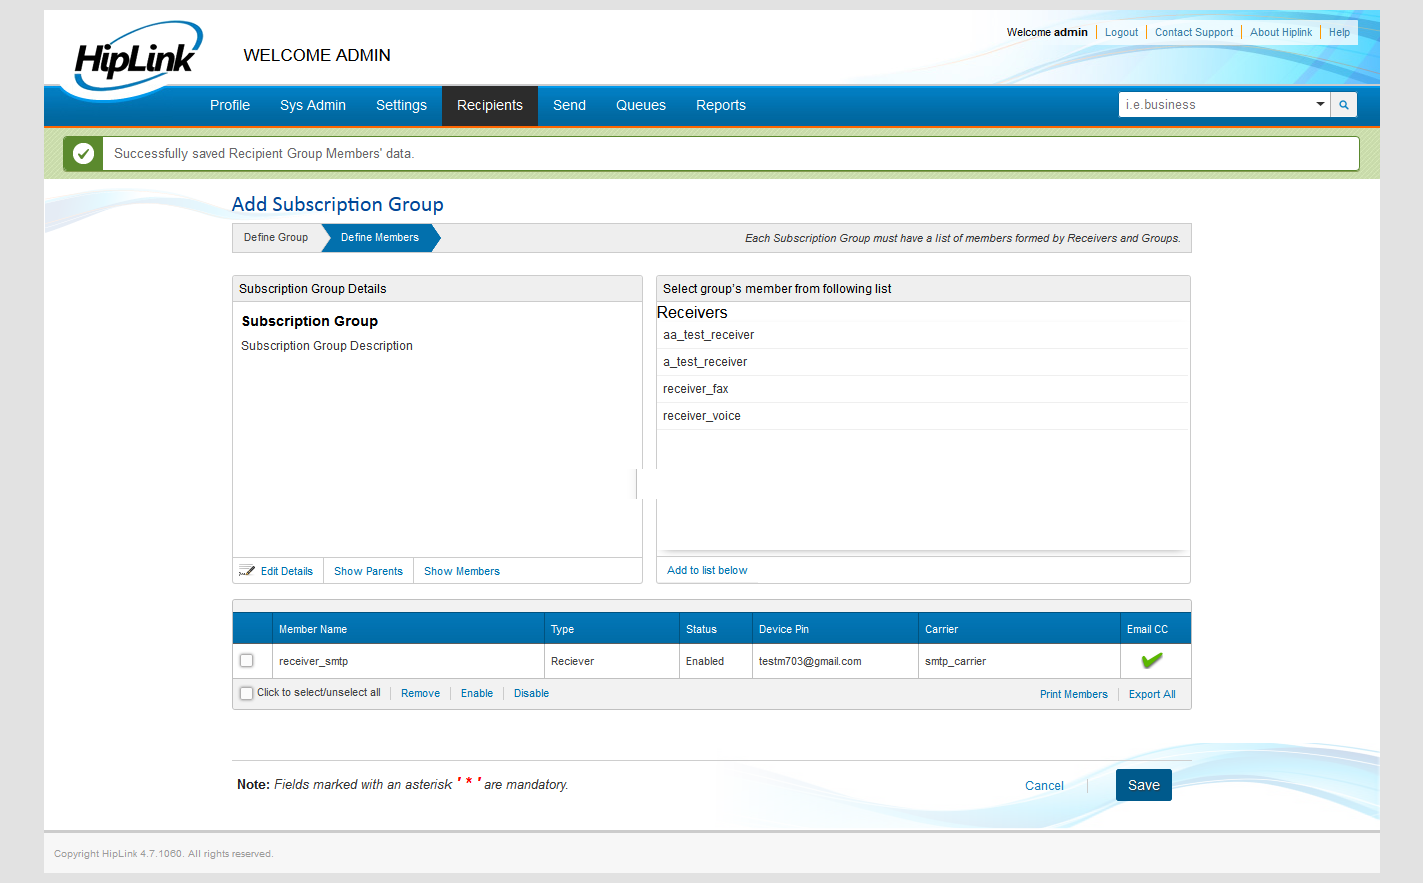 HipLink
WELCOME ADMIN
Welcome admin Logout Contact Support About Hiplink Help
Profile Sys Admin Settings Recipients Send Queues Reports i.e.business
Successfully saved Recipient Group Members' data.
Add Subscription Group
Define Group Define Members Each Subscription Group must have a list of members formed by Receivers and Groups.
Subscription Group Details
Subscription Group
Subscription Group Description
Edit Details Show Parents Show Members
Select group's member from following list
Receivers
aa_test_receiver
a_test_receiver
receiver_fax
receiver_voice
Add to list below
Member Name Type Status Device Pin Carrier Email CC
receiver_smtp Reciever Enabled testm703@gmail.com smtp_carrier
Click to select/unselect all Remove Enable Disable Print Members Export All
Note: Fields marked with an asterisk ' * ' are mandatory.
Cancel Save
Copyright HipLink 4.7.1060. All rights reserved.